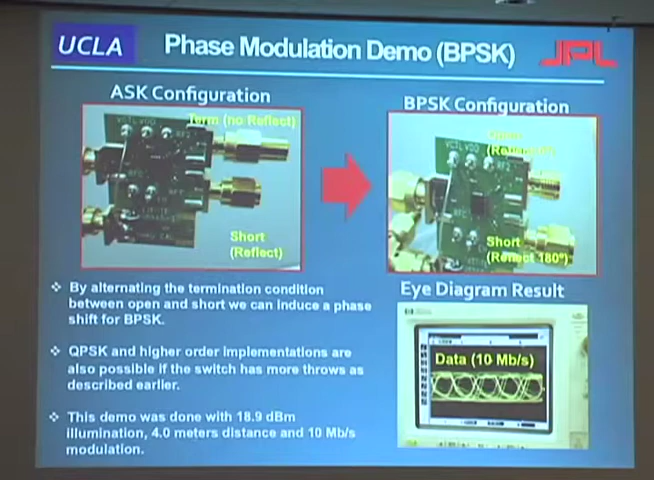 UCLA
Phase Modulation Demo (BPSK)
JPL
ASK Configuration
BPSK Configuration
Term (no Reflect)
Short
(Reflect)
Open
Short
(Reflect 180°)
❖ By alternating the termination condition
between open and short we can induce a phase
shift for BPSK.
❖ QPSK and higher order implementations are
also possible if the switch has more throws as
described earlier.
❖ This demo was done with 18.9 dBm
illumination, 4.0 meters distance and 10 Mb/s
modulation.
Eye Diagram Result
Data (10 Mb/s)